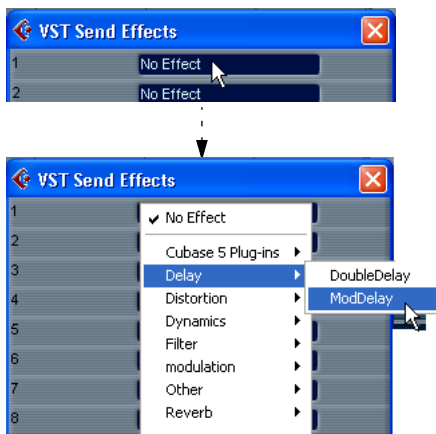 VST Send Effects
1 No Effect
2 No Effect
VST Send Effects
1
✓ No Effect
2
Cubase 5 Plug-ins
3
Delay
DoubleDelay
4
Distortion
ModDelay
5
Dynamics
Filter
6
modulation
7
Other
8
Reverb